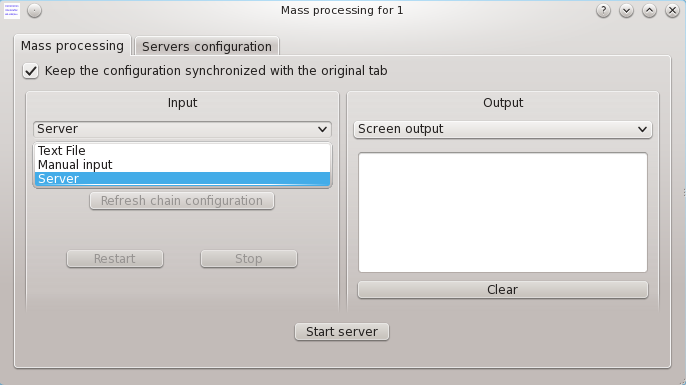 Mass processing for 1
Mass processing
Servers configuration
Keep the configuration synchronized with the original tab
Input
Output
Server
Screen output
Text File
Manual input
Server
Refresh chain configuration
Restart
Stop
Clear
Start server